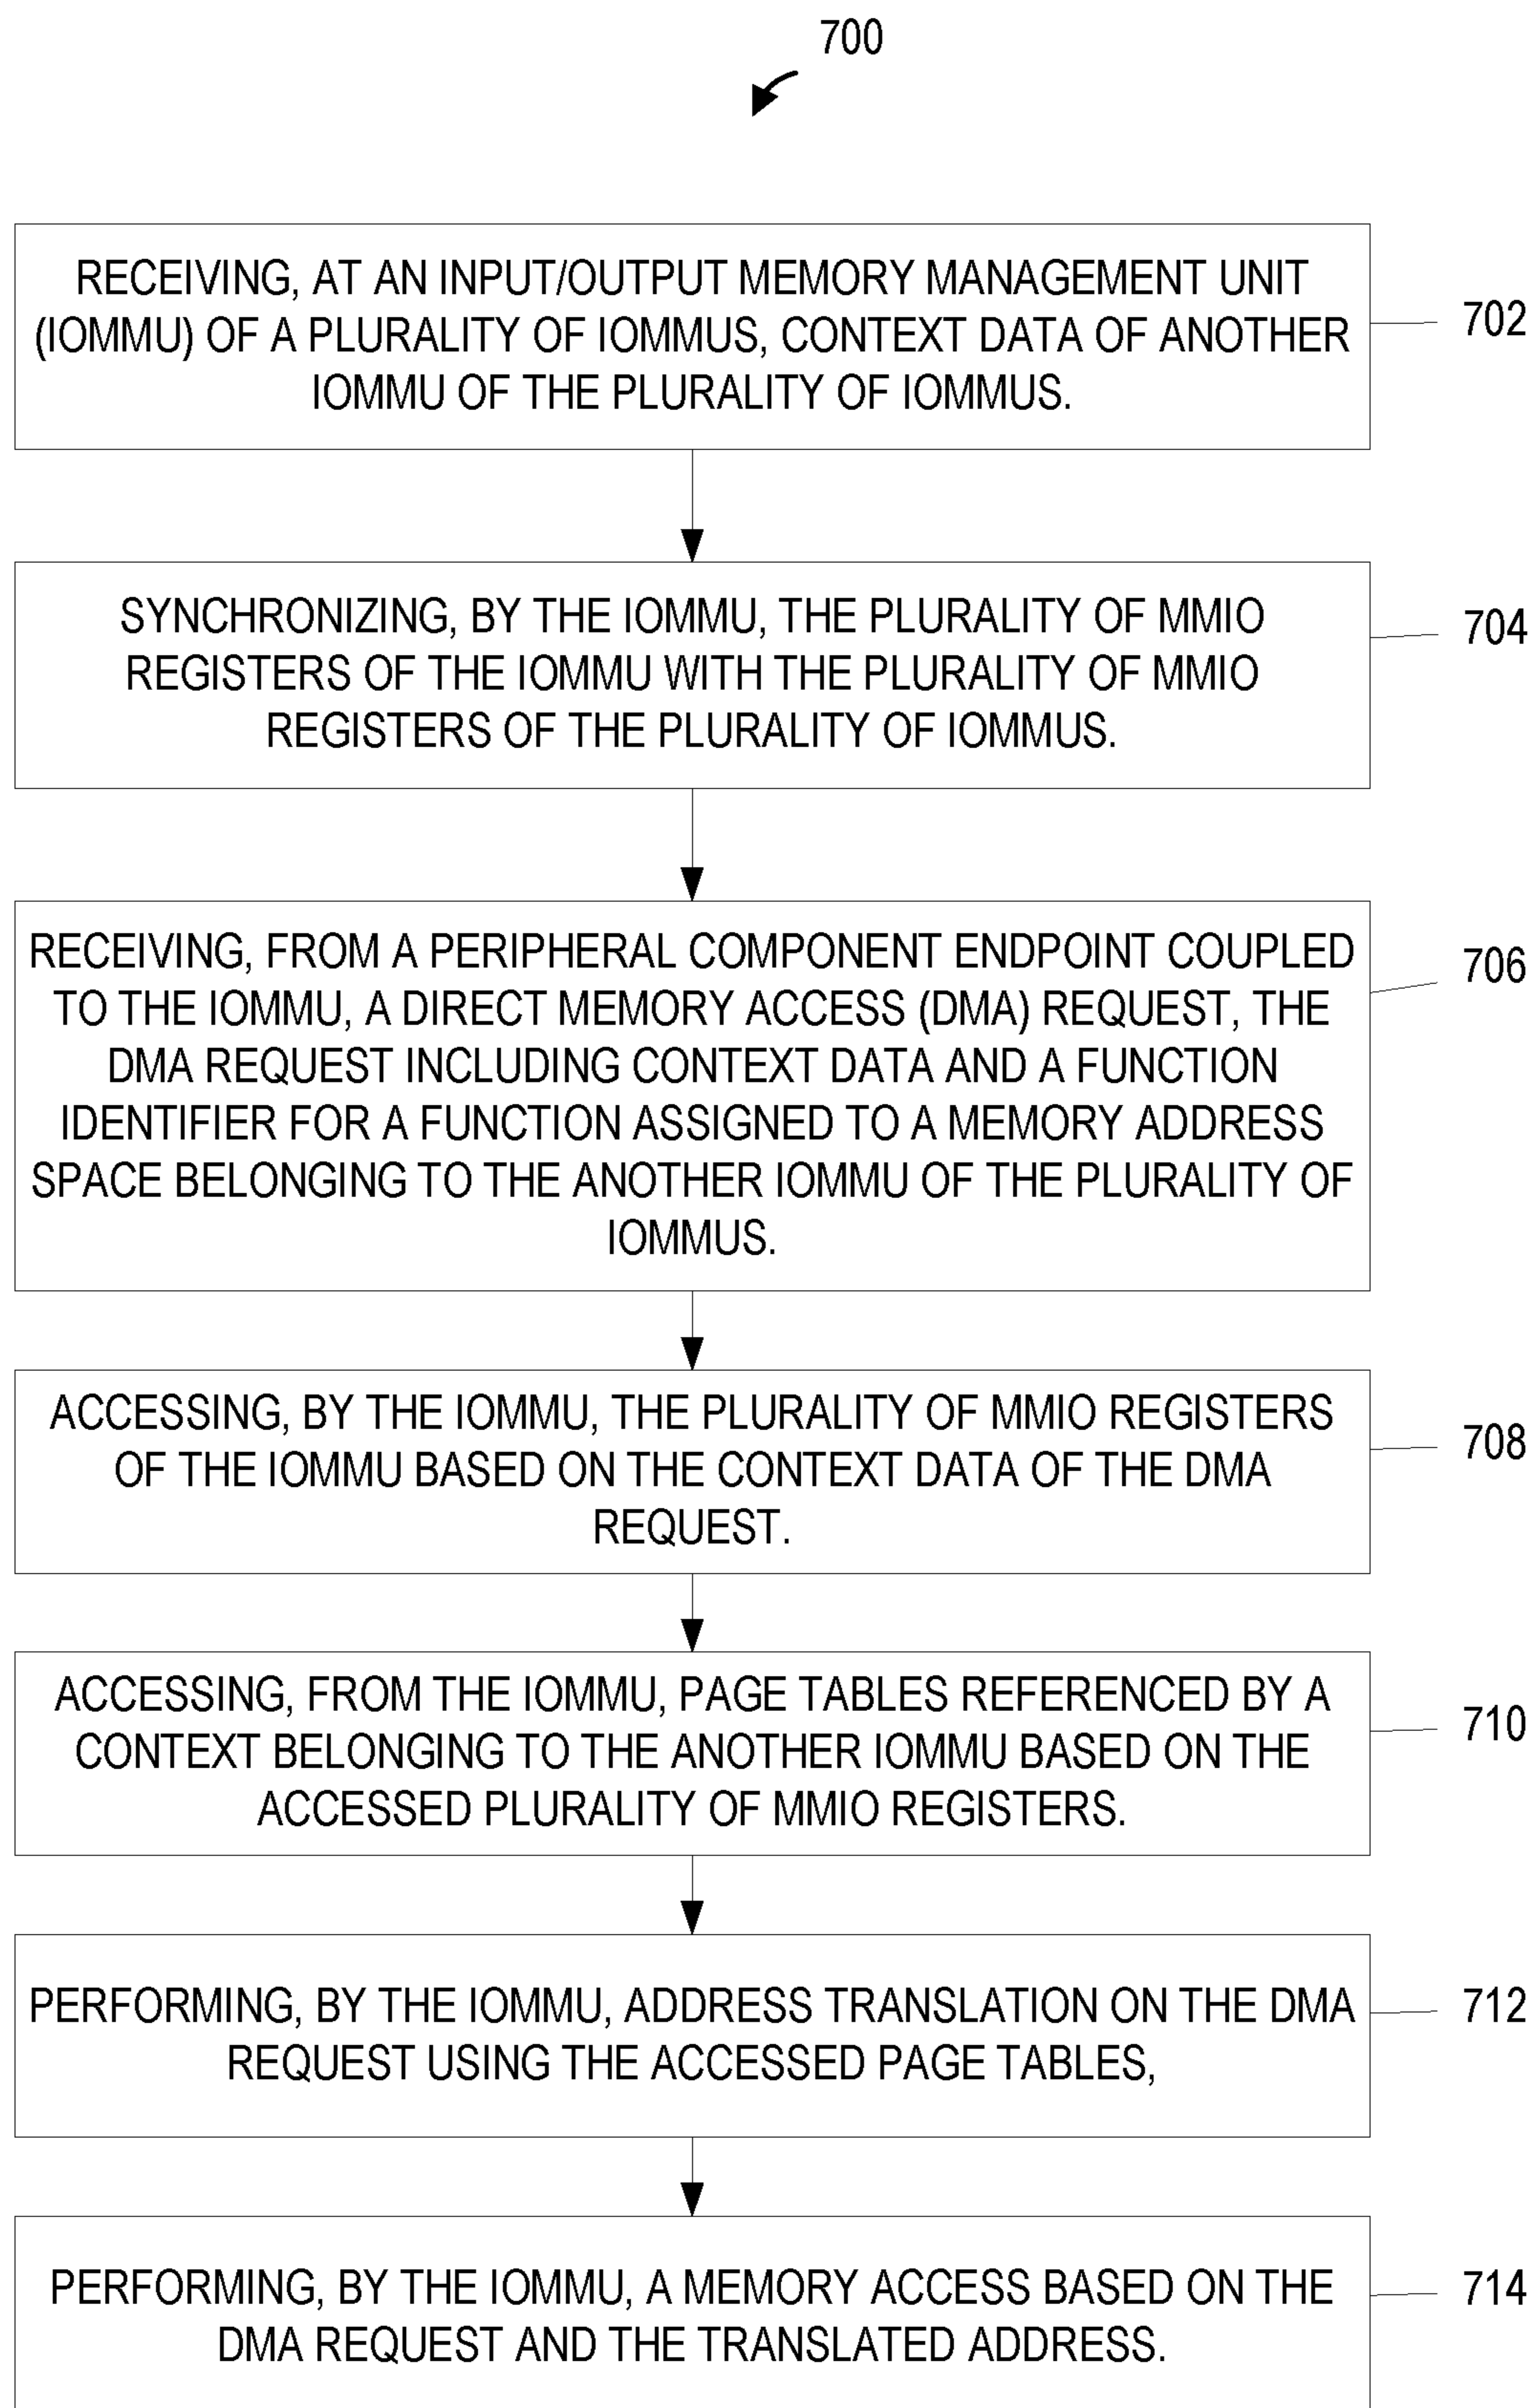 700
RECEIVING, AT AN INPUT/OUTPUT MEMORY MANAGEMENT UNIT
(IOMMU) OF A PLURALITY OF IOMMUS, CONTEXT DATA OF ANOTHER
IOMMU OF THE PLURALITY OF IOMMUS.
702
SYNCHRONIZING, BY THE IOMMU, THE PLURALITY OF MMIO
REGISTERS OF THE IOMMU WITH THE PLURALITY OF MMIO
REGISTERS OF THE PLURALITY OF IOMMUS.
704
RECEIVING, FROM A PERIPHERAL COMPONENT ENDPOINT COUPLED
TO THE IOMMU, A DIRECT MEMORY ACCESS (DMA) REQUEST, THE
DMA REQUEST INCLUDING CONTEXT DATA AND A FUNCTION
IDENTIFIER FOR A FUNCTION ASSIGNED TO A MEMORY ADDRESS
SPACE BELONGING TO THE ANOTHER IOMMU OF THE PLURALITY OF
IOMMUS.
706
ACCESSING, BY THE IOMMU, THE PLURALITY OF MMIO REGISTERS
OF THE IOMMU BASED ON THE CONTEXT DATA OF THE DMA
REQUEST.
708
ACCESSING, FROM THE IOMMU, PAGE TABLES REFERENCED BY A
CONTEXT BELONGING TO THE ANOTHER IOMMU BASED ON THE
ACCESSED PLURALITY OF MMIO REGISTERS.
710
PERFORMING, BY THE IOMMU, ADDRESS TRANSLATION ON THE DMA
REQUEST USING THE ACCESSED PAGE TABLES,
712
PERFORMING, BY THE IOMMU, A MEMORY ACCESS BASED ON THE
DMA REQUEST AND THE TRANSLATED ADDRESS.
714